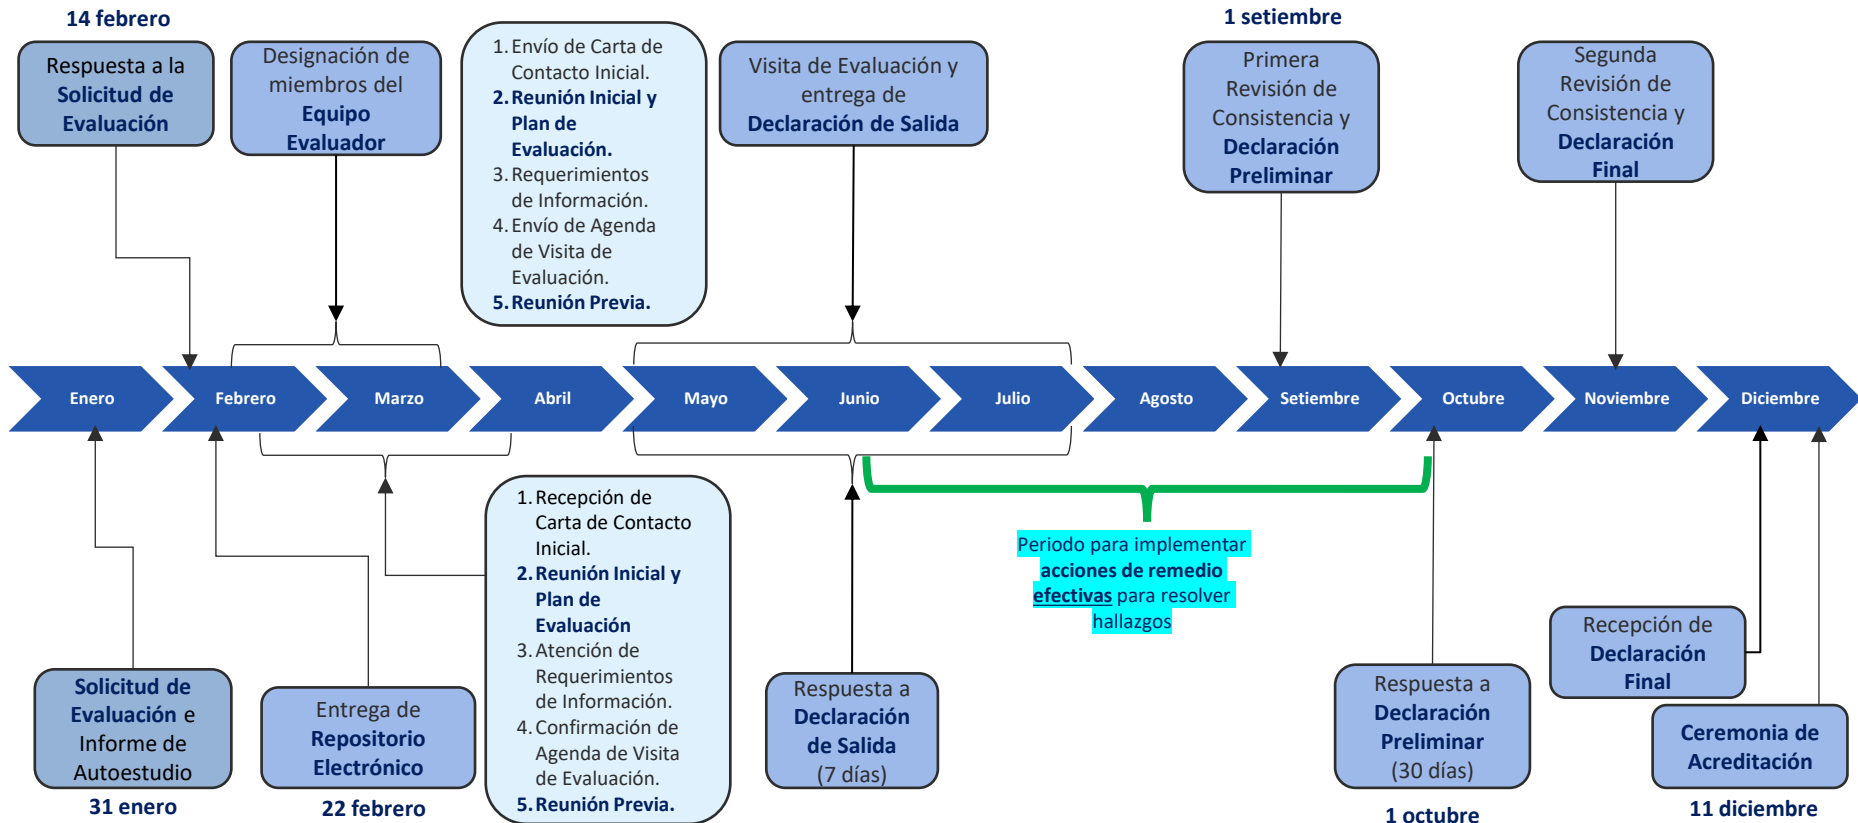 14 febrero
Respuesta a la
Solicitud de
Evaluación
Designación de
miembros del
Equipo
Evaluador
1. Envío de Carta de
Contacto Inicial.
2. Reunión Inicial y
Plan de
Evaluación.
3. Requerimientos
de Información.
4. Envío de Agenda
de Visita de
Evaluación.
5. Reunión Previa.
Visita de Evaluación y
entrega de
Declaración de Salida
1 setiembre
Primera
Revisión de
Consistencia y
Declaración
Preliminar
Segunda
Revisión de
Consistencia y
Declaración
Final
Enero
Febrero
Marzo
Abril
Mayo
Junio
Julio
Agosto
Setiembre
Octubre
Noviembre
Diciembre
Solicitud de
Evaluación e
Informe de
Autoestudio
31 enero
Entrega de
Repositorio
Electrónico
22 febrero
1. Recepción de
Carta de Contacto
Inicial.
2. Reunión Inicial y
Plan de
Evaluación
3. Atención de
Requerimientos
de Información.
4. Confirmación de
Agenda de Visita
de Evaluación.
5. Reunión Previa.
Respuesta a
Declaración
de Salida
(7 días)
Periodo para implementar
acciones de remedio
efectivas para resolver
hallazgos
Respuesta a
Declaración
Preliminar
(30 días)
1 octubre
Recepción de
Declaración
Final
Ceremonia de
Acreditación
11 diciembre